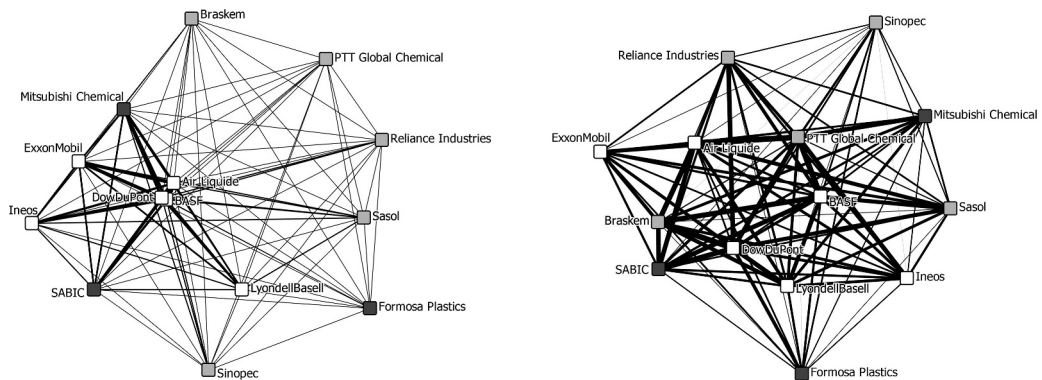 Braskem
PTT Global Chemical
Mitsubishi Chemical
Reliance Industries
ExxonMobil
Air Liquide
DowDuPont
BASF
Ineos
Sasol
SABIC
LyondellBasell
Formosa Plastics
Sinopec
Sinopec
Reliance Industries
Mitsubishi Chemical
ExxonMobil
PTT Global Chemical
Air Liquide
BASF
Sasol
Braskem
DowDuPont
SABIC
Ineos
LyondellBasell
Formosa Plastics